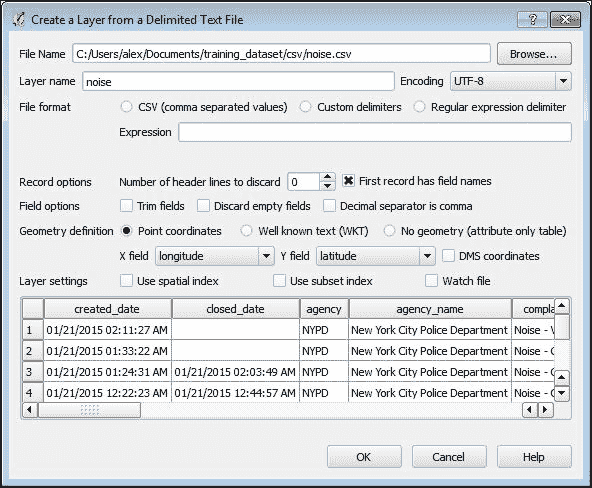 Create a Layer from a Delimited Text File
File Name C:/Users/alex/Documents/training_dataset/csv/noise.csv Browse...
Layer name noise Encoding UTF-8
File format CSV (comma separated values) Custom delimiters Regular expression delimiter
Expression
Record options Number of header lines to discard 0 First record has field names
Field options Trim fields Discard empty fields Decimal separator is comma
Geometry definition Point coordinates Well known text (WKT) No geometry (attribute only table)
X field longitude Y field latitude DMS coordinates
Layer settings Use spatial index Use subset index Watch file
created_date closed_date agency agency_name compla
1 01/21/2015 02:11:27 AM NYPD New York City Police Department Noise - V
2 01/21/2015 01:33:22 AM NYPD New York City Police Department Noise - C
3 01/21/2015 01:24:31 AM 01/21/2015 02:03:49 AM NYPD New York City Police Department Noise - C
4 01/21/2015 12:22:23 AM 01/21/2015 12:44:57 AM NYPD New York City Police Department Noise - C
OK Cancel Help